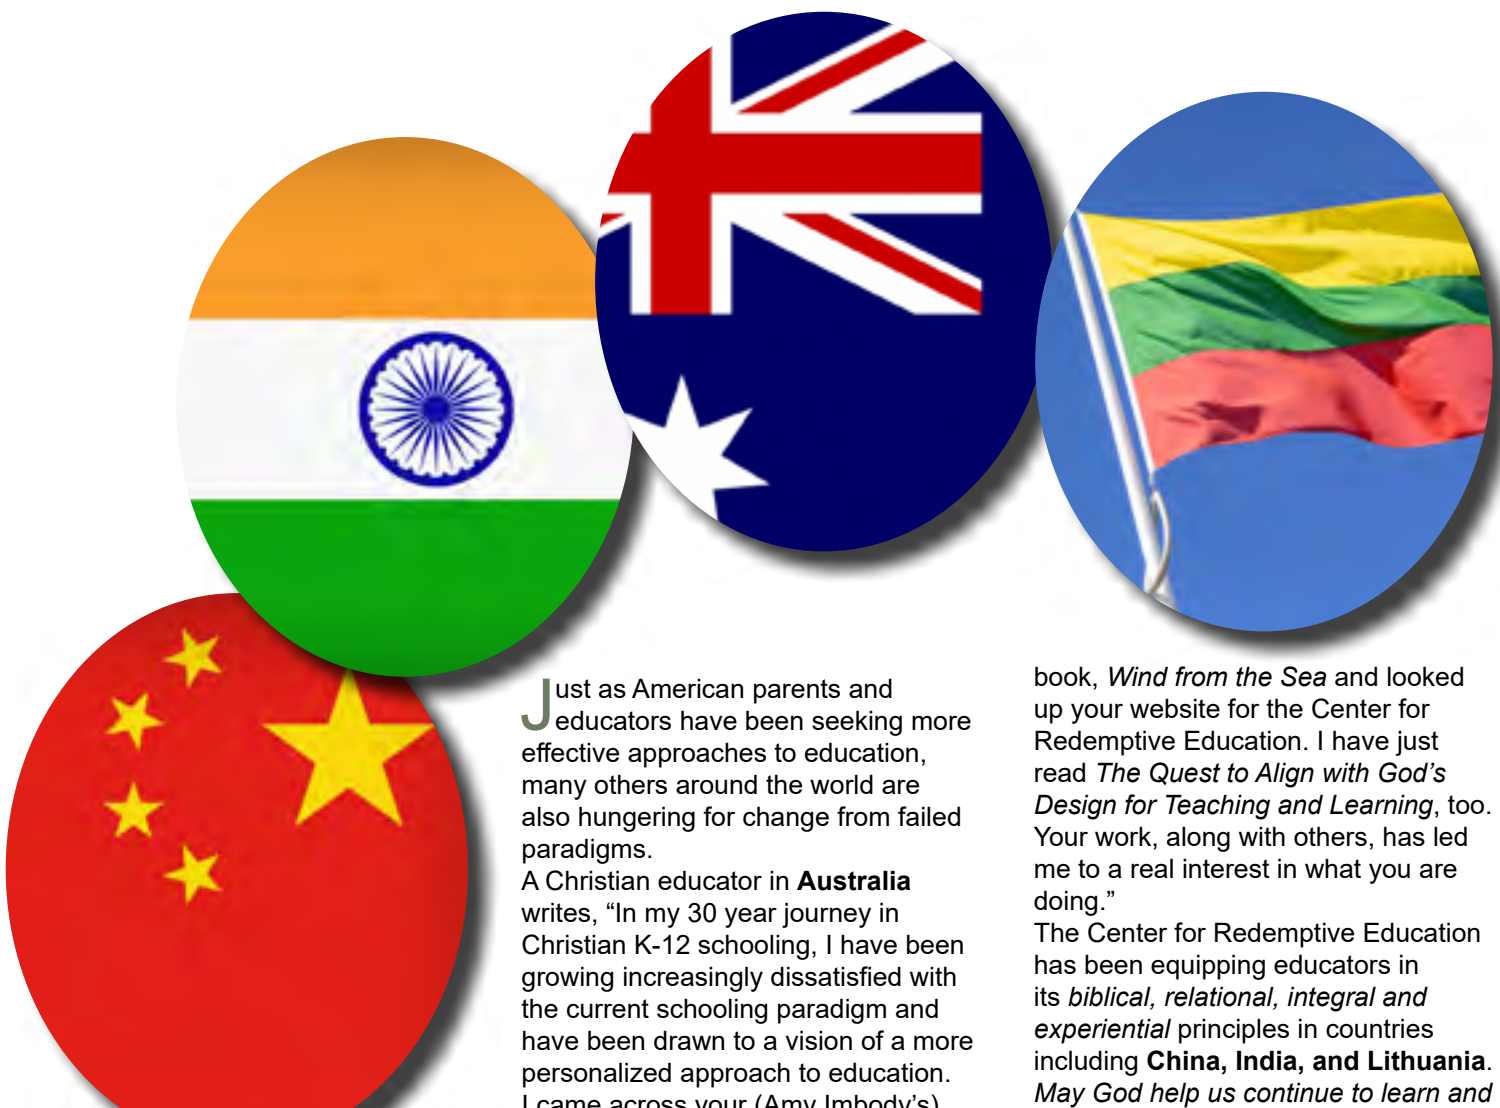 Just as American parents and
educators have been seeking more
effective approaches to education,
many others around the world are
also hungering for change from failed
paradigms.
A Christian educator in Australia
writes, “In my 30 year journey in
Christian K-12 schooling, I have been
growing increasingly dissatisfied with
the current schooling paradigm and
have been drawn to a vision of a more
personalized approach to education.
I came across your (Amy Imbody’s)
book, Wind from the Sea and looked
up your website for the Center for
Redemptive Education. I have just
read The Quest to Align with God’s
Design for Teaching and Learning, too.
Your work, along with others, has led
me to a real interest in what you are
doing.”
The Center for Redemptive Education
has been equipping educators in
its biblical, relational, integral and
experiential principles in countries
including China, India, and Lithuania.
May God help us continue to learn and